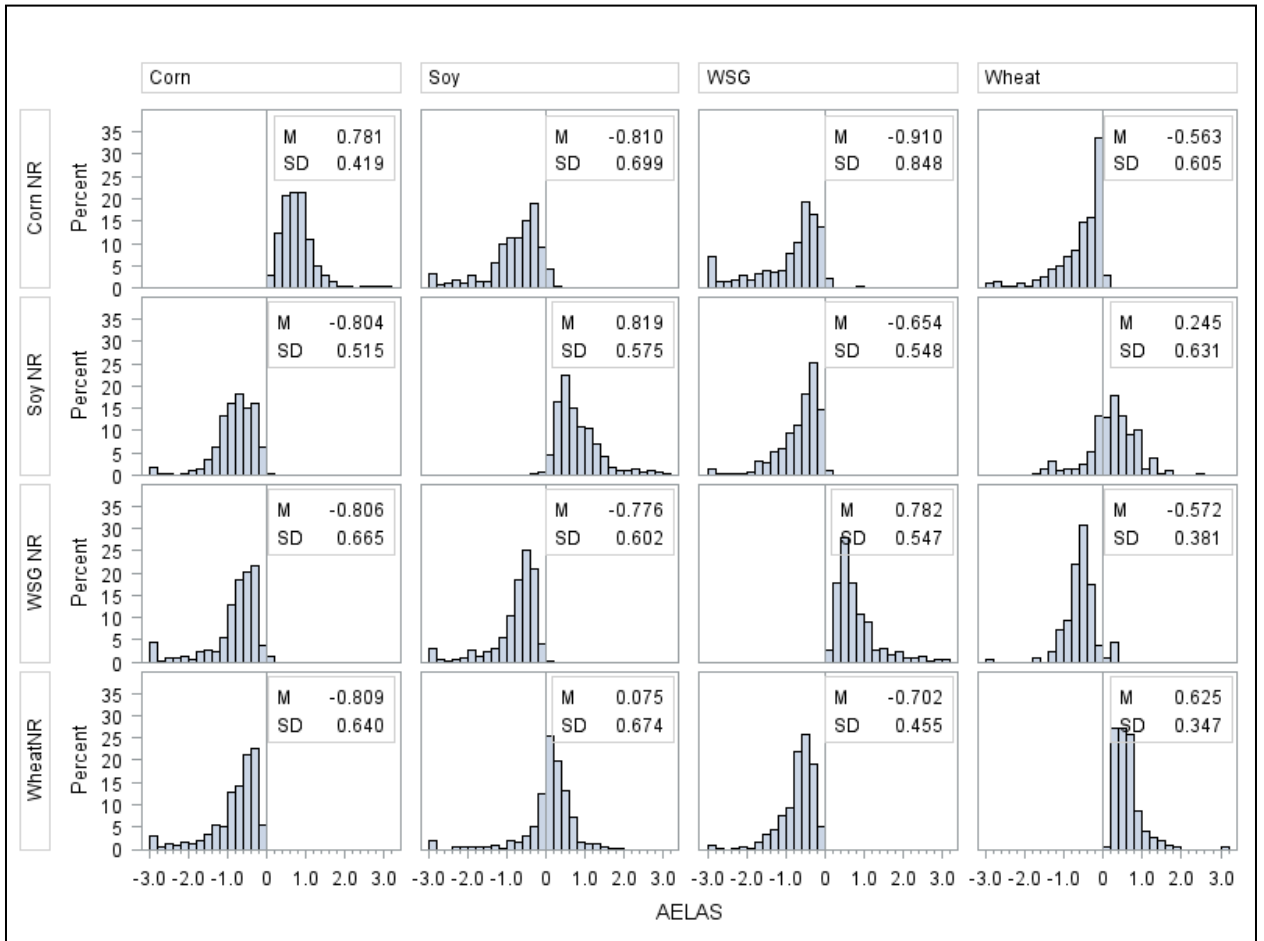 Corn Soy WSG Wheat
Corn NR
Percent
35
30
25
20
15
10
5
0
M 0.781
SD 0.419
M -0.810
SD 0.699
M -0.910
SD 0.848
M -0.563
SD 0.605
Soy NR
Percent
35
30
25
20
15
10
5
0
M -0.804
SD 0.515
M 0.819
SD 0.575
M -0.654
SD 0.548
M 0.245
SD 0.631
WSG NR
Percent
35
30
25
20
15
10
5
0
M -0.806
SD 0.665
M -0.776
SD 0.602
M 0.782
SD 0.547
M -0.572
SD 0.381
WheatNR
Percent
35
30
25
20
15
10
5
0
M -0.809
SD 0.640
M 0.075
SD 0.674
M -0.702
SD 0.455
M 0.625
SD 0.347
-3.0 -2.0 -1.0 0 1.0 2.0 3.0 -3.0 -2.0 -1.0 0 1.0 2.0 3.0 -3.0 -2.0 -1.0 0 1.0 2.0 3.0 -3.0 -2.0 -1.0 0 1.0 2.0 3.0
AELAS